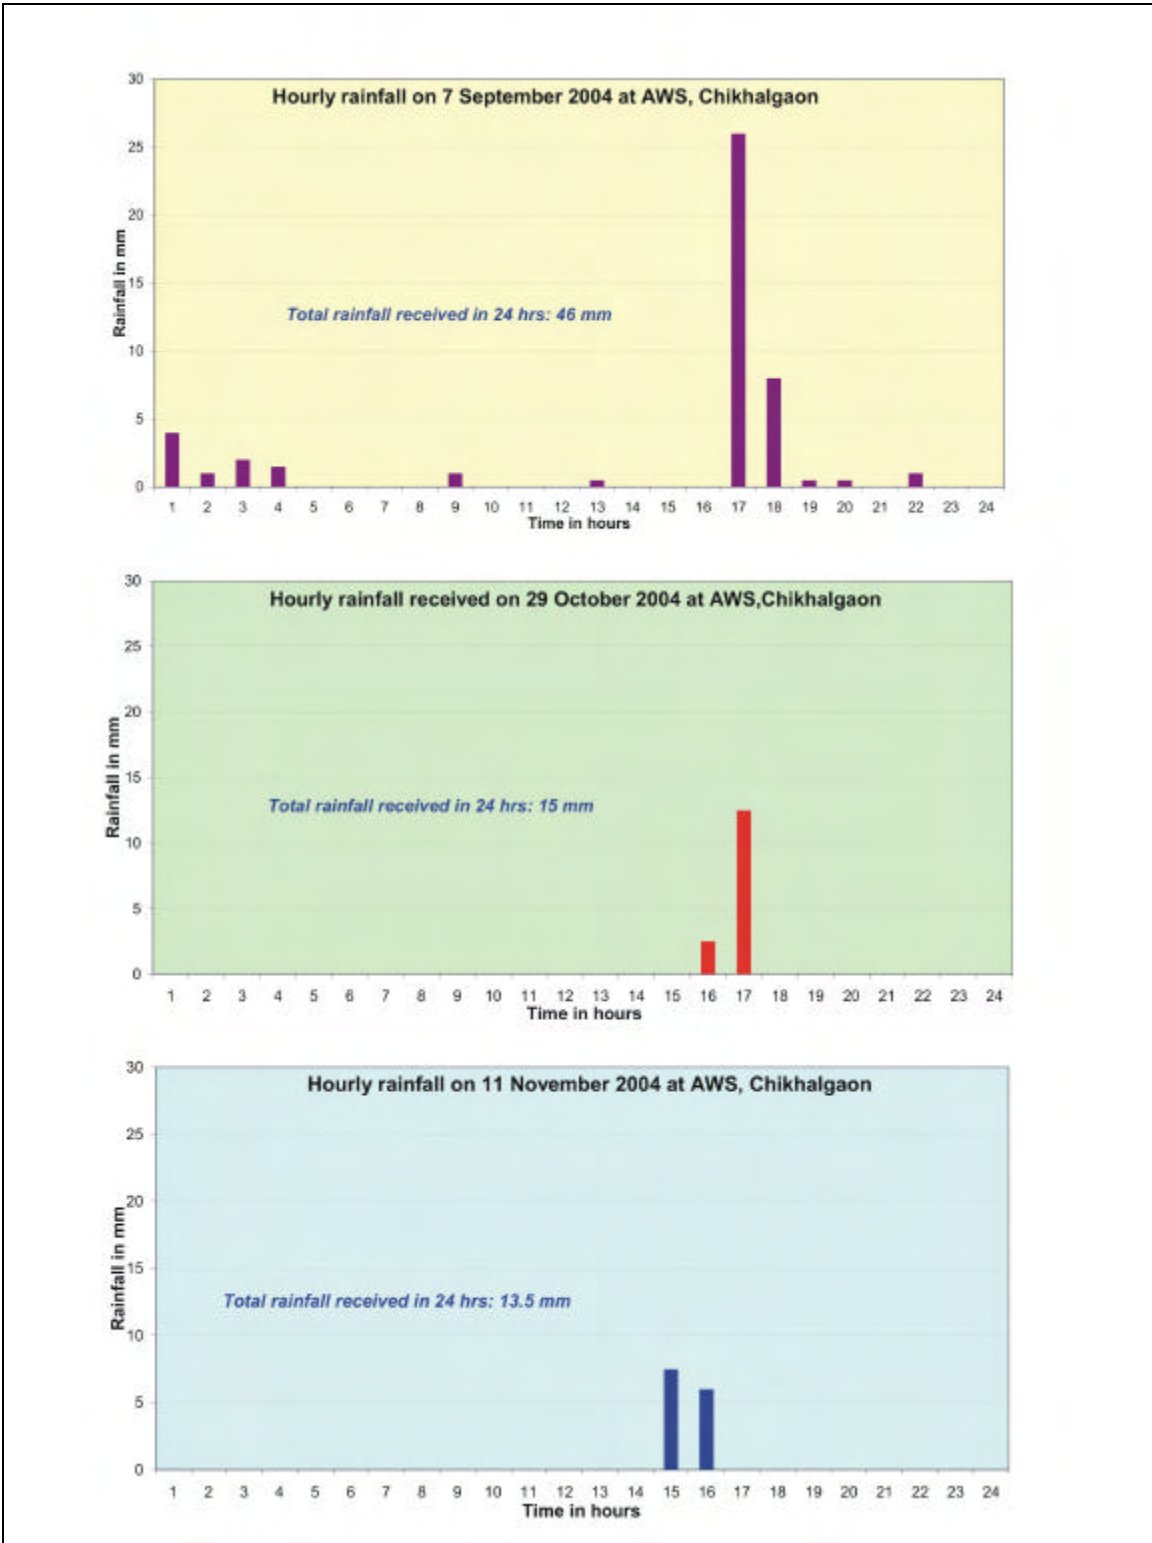 Hourly rainfall on 7 September 2004 at AWS, Chikhalgaon
30
25
20
15
10
5
0
Rainfall in mm
Total rainfall received in 24 hrs: 46 mm
1 2 3 4 5 6 7 8 9 10 11 12 13 14 15 16 17 18 19 20 21 22 23 24
Time in hours
Hourly rainfall received on 29 October 2004 at AWS,Chikhalgaon
30
25
20
15
10
5
0
Rainfall in mm
Total rainfall received in 24 hrs: 15 mm
1 2 3 4 5 6 7 8 9 10 11 12 13 14 15 16 17 18 19 20 21 22 23 24
Time in hours
Hourly rainfall on 11 November 2004 at AWS, Chikhalgaon
30
25
20
15
10
5
0
Rainfall in mm
Total rainfall received in 24 hrs: 13.5 mm
1 2 3 4 5 6 7 8 9 10 11 12 13 14 15 16 17 18 19 20 21 22 23 24
Time in hours